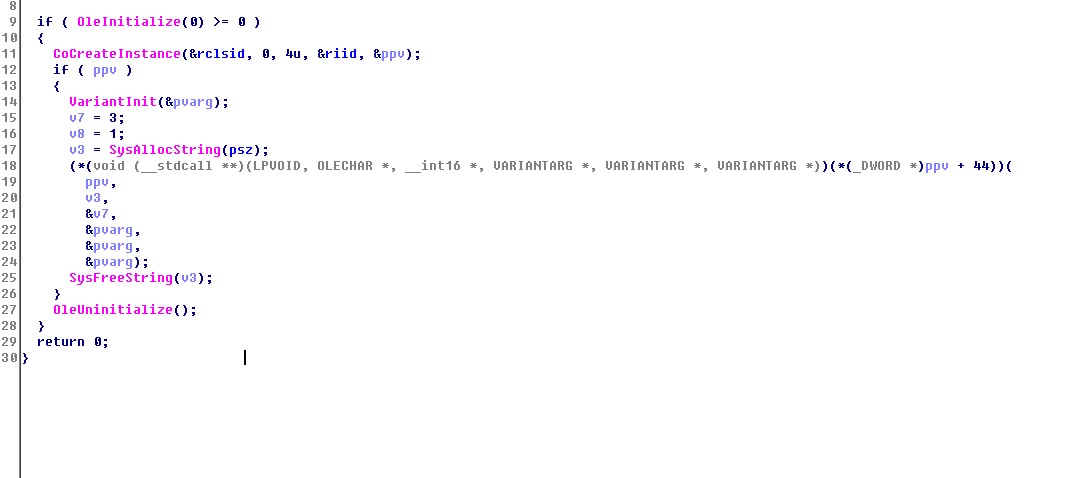 8
9 if ( OleInitialize(0) >= 0 )
10 {
11 CoCreateInstance(&rclsid, 0, 4u, &riid, &ppv);
12 if ( ppv )
13 {
14 VariantInit(&pvarg);
15 v7 = 3;
16 v8 = 1;
17 v3 = SysAllocString(psz);
18 (*(void (__stdcall **)(LPVOID, OLECHAR *, __int16 *, VARIANTARG *, VARIANTARG *, VARIANTARG *))(*(_DWORD *)ppv + 44))(
19 ppv,
20 v3,
21 &v7,
22 &pvarg,
23 &pvarg,
24 &pvarg);
25 SysFreeString(v3);
26 }
27 OleUninitialize();
28 }
29 return 0;
30 }